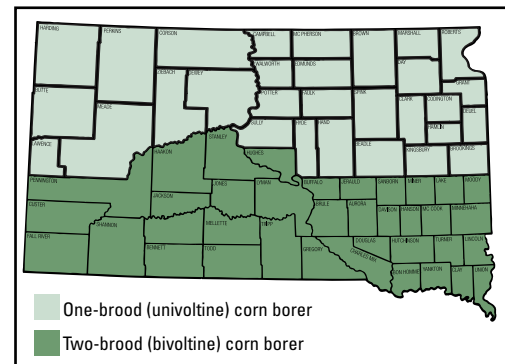 HARDING
PERKINS
CORSON
CAMPBELL
MC PHERSON
BROWN
MARSHALL
ROBERTS
WALWORTH
EDMUNDS
DAY
DEWEY
GRANT
BUTTE
POTTER
FAULK
SPINK
CLARK
CODINGTON
MEADE
DEUEL
HAMLIN
SULLY
HYDE
HAND
STANLEY
BEADLE
KINGSBURY
BROOKINGS
HAAKON
HUGHES
PENNINGTON
BUFFALO
JERAULD
SANBORN
MINER
LAKE
MOODY
JACKSON
JONES
LYMAN
CUSTER
BRULE
AURORA
DAVISON
HANSON
MC COOK
MINNEHAHA
SHANNON
MELLETTE
TRIPP
FALL RIVER
DOUGLAS
HUTCHINSON
TURNER
LINCOLN
BENNETT
TODD
GREGORY
CHARLES MIX
BON HOMME
YANKTON
CLAY
UNION
One-brood (univoltine) corn borer
Two-brood (bivoltine) corn borer